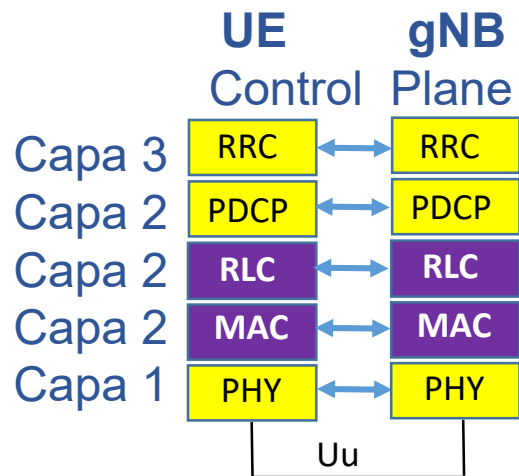 UE gNB
Control Plane
Capa 3 RRC RRC
Capa 2 PDCP PDCP
Capa 2 RLC RLC
Capa 2 MAC MAC
Capa 1 PHY PHY
Uu